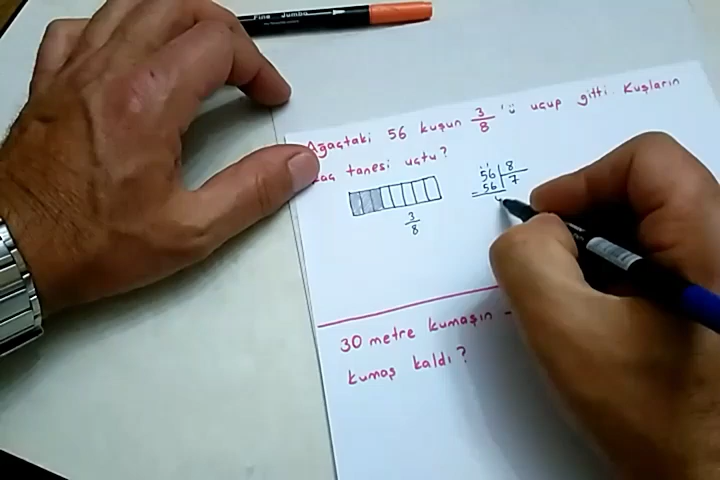 Fine Jumbo
Ağaçtaki 56 kuşun 3/8 'ü uçup gitti. Kuşların
kaç tanesi uçtu?
56 8
56 7
3/8
30 metre kumaşın
kumaş kaldı?